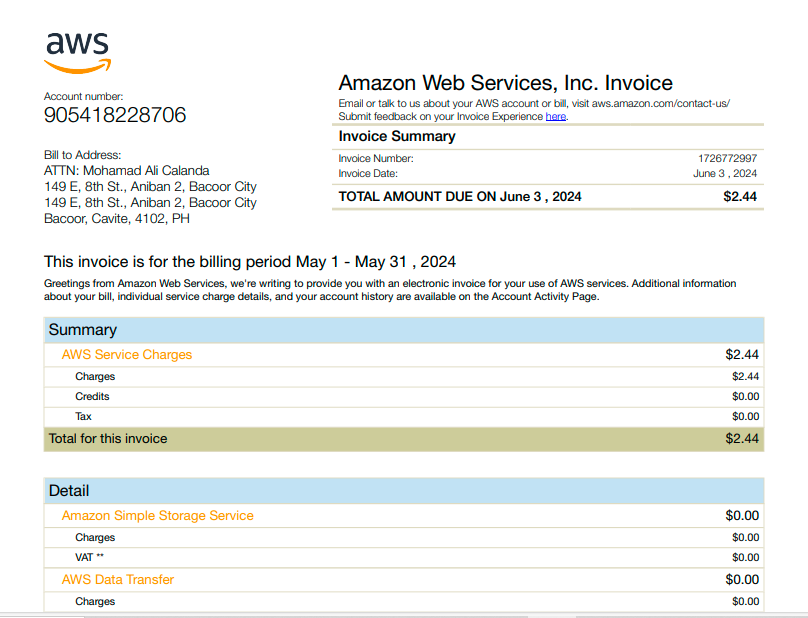 aws
Account number:
905418228706
Bill to Address:
ATTN: Mohamad Ali Calanda
149 E, 8th St., Aniban 2, Bacoor City
149 E, 8th St., Aniban 2, Bacoor City
Bacoor, Cavite, 4102, PH
Amazon Web Services, Inc. Invoice
Email or talk to us about your AWS account or bill, visit aws.amazon.com/contact-us/
Submit feedback on your Invoice Experience here.
Invoice Summary
Invoice Number: 1726772997
Invoice Date: June 3 , 2024
TOTAL AMOUNT DUE ON June 3 , 2024 $2.44
This invoice is for the billing period May 1 - May 31 , 2024
Greetings from Amazon Web Services, we're writing to provide you with an electronic invoice for your use of AWS services. Additional information
about your bill, individual service charge details, and your account history are available on the Account Activity Page.
Summary
AWS Service Charges $2.44
Charges $2.44
Credits $0.00
Tax $0.00
Total for this invoice $2.44
Detail
Amazon Simple Storage Service $0.00
Charges $0.00
VAT ** $0.00
AWS Data Transfer $0.00
Charges $0.00